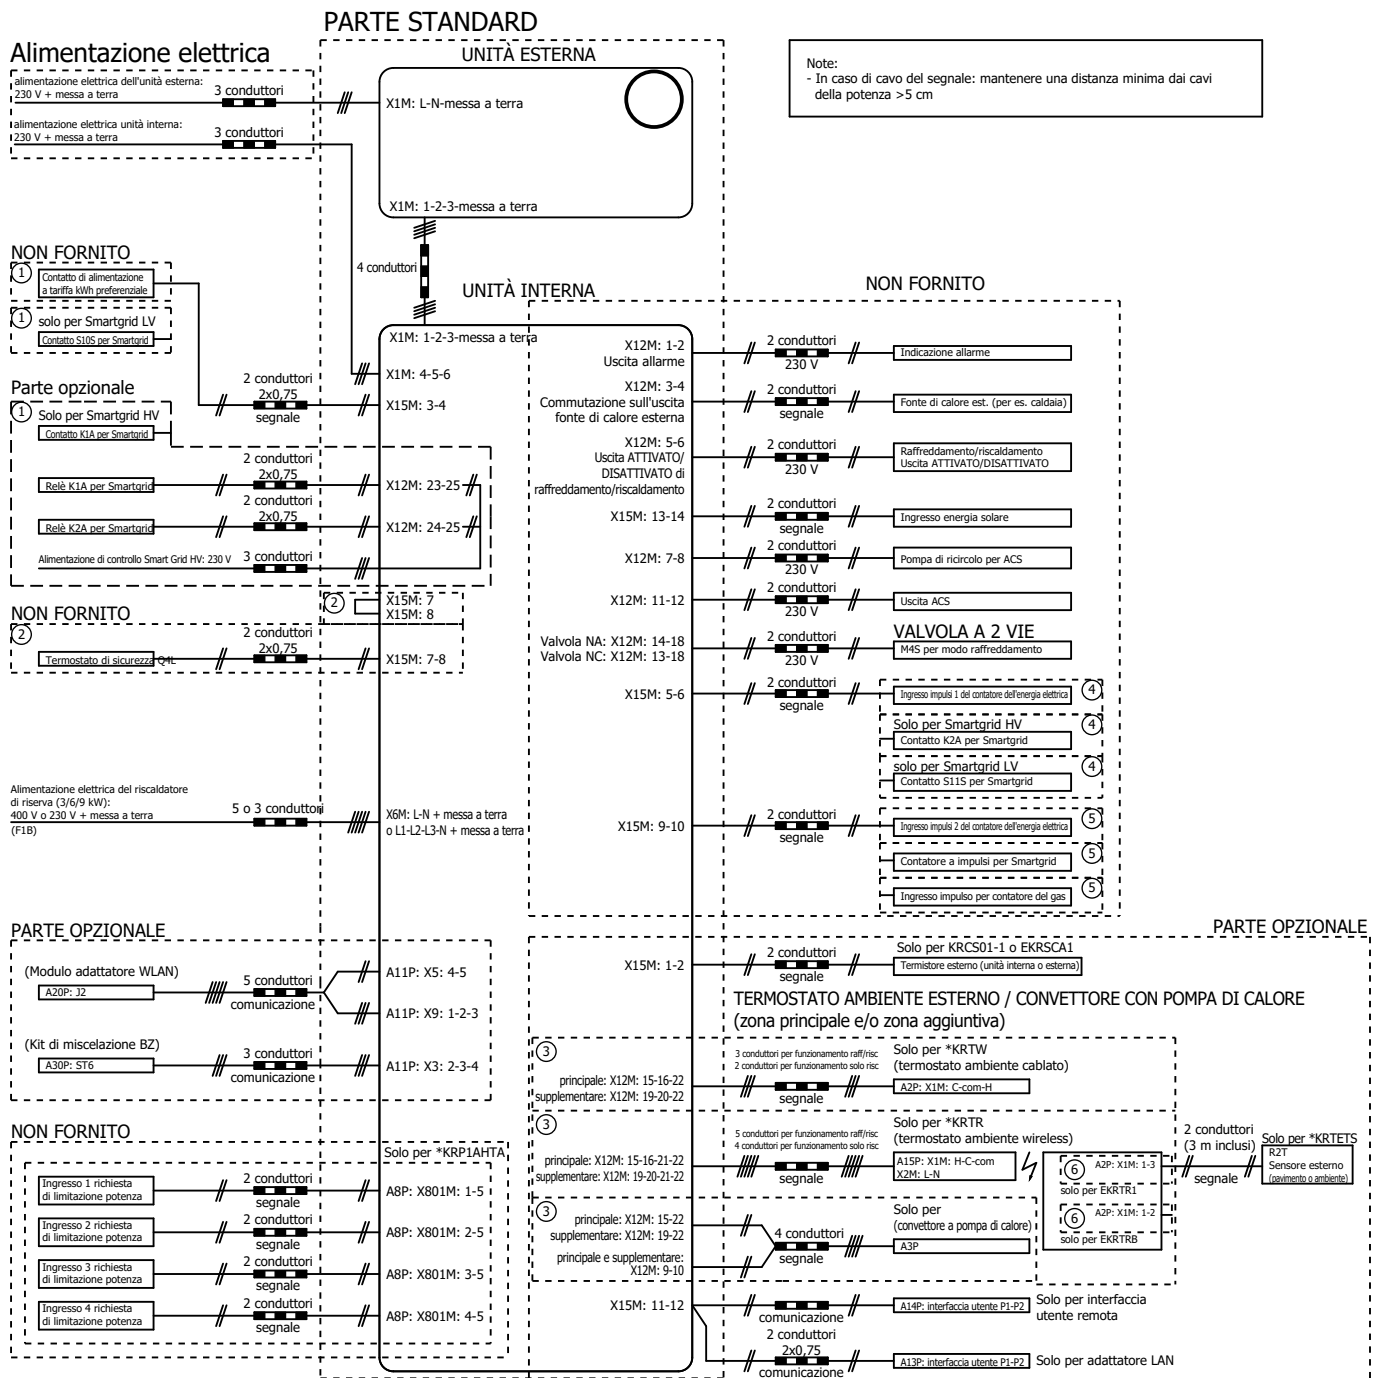 PARTE STANDARD
Alimentazione elettrica
alimentazione elettrica dell'unità esterna:
230 V + messa a terra
3 conduttori
alimentazione elettrica unità interna:
230 V + messa a terra
3 conduttori
UNITÀ ESTERNA
X1M: L-N-messa a terra
X1M: 1-2-3-messa a terra
Note:
- In caso di cavo del segnale: mantenere una distanza minima dai cavi
della potenza >5 cm
4 conduttori
UNITÀ INTERNA
NON FORNITO
1
Contatto di alimentazione
a tariffa kWh preferenziale
1
solo per Smartgrid LV
Contatto S10S per Smartgrid
X1M: 1-2-3-messa a terra
X1M: 4-5-6
2 conduttori
2x0,75
segnale
X15M: 3-4
Parte opzionale
1
Solo per Smartgrid HV
Contatto K1A per Smartgrid
Relè K1A per Smartgrid
2 conduttori
2x0,75
X12M: 23-25
Relè K2A per Smartgrid
2 conduttori
2x0,75
X12M: 24-25
Alimentazione di controllo Smart Grid HV: 230 V
3 conduttori
2
X15M: 7
X15M: 8
NON FORNITO
2
Termostato di sicurezza Q4L
2 conduttori
2x0,75
X15M: 7-8
Alimentazione elettrica del riscaldatore
di riserva (3/6/9 kW):
400 V o 230 V + messa a terra
(F1B)
5 o 3 conduttori
X6M: L-N + messa a terra
o L1-L2-L3-N + messa a terra
PARTE OPZIONALE
(Modulo adattatore WLAN)
A20P: J2
5 conduttori
comunicazione
A11P: X5: 4-5
A11P: X9: 1-2-3
(Kit di miscelazione BZ)
A30P: ST6
3 conduttori
comunicazione
A11P: X3: 2-3-4
NON FORNITO
Solo per *KRP1AHTA
Ingresso 1 richiesta
di limitazione potenza
2 conduttori
segnale
A8P: X801M: 1-5
Ingresso 2 richiesta
di limitazione potenza
2 conduttori
segnale
A8P: X801M: 2-5
Ingresso 3 richiesta
di limitazione potenza
2 conduttori
segnale
A8P: X801M: 3-5
Ingresso 4 richiesta
di limitazione potenza
2 conduttori
segnale
A8P: X801M: 4-5
NON FORNITO
X12M: 1-2
Uscita allarme
2 conduttori
230 V
Indicazione allarme
X12M: 3-4
Commutazione sull'uscita
fonte di calore esterna
2 conduttori
segnale
Fonte di calore est. (per es. caldaia)
X12M: 5-6
Uscita ATTIVATO/
DISATTIVATO di
raffreddamento/riscaldamento
2 conduttori
230 V
Raffreddamento/riscaldamento
Uscita ATTIVATO/DISATTIVATO
X15M: 13-14
2 conduttori
segnale
Ingresso energia solare
X12M: 7-8
2 conduttori
230 V
Pompa di ricircolo per ACS
X12M: 11-12
2 conduttori
230 V
Uscita ACS
Valvola NA: X12M: 14-18
Valvola NC: X12M: 13-18
2 conduttori
230 V
VALVOLA A 2 VIE
M4S per modo raffreddamento
X15M: 5-6
2 conduttori
segnale
Ingresso impulsi 1 del contatore dell'energia elettrica
4
Solo per Smartgrid HV
Contatto K2A per Smartgrid
4
solo per Smartgrid LV
Contatto S11S per Smartgrid
4
X15M: 9-10
2 conduttori
segnale
Ingresso impulsi 2 del contatore dell'energia elettrica
5
Contatore a impulsi per Smartgrid
5
Ingresso impulso per contatore del gas
5
PARTE OPZIONALE
X15M: 1-2
2 conduttori
segnale
Solo per KRCS01-1 o EKRSCA1
Termistore esterno (unità interna o esterna)
TERMOSTATO AMBIENTE ESTERNO / CONVETTORE CON POMPA DI CALORE
(zona principale e/o zona aggiuntiva)
3
principale: X12M: 15-16-22
supplementare: X12M: 19-20-22
3 conduttori per funzionamento raff/risc
2 conduttori per funzionamento solo risc
segnale
Solo per *KRTW
(termostato ambiente cablato)
A2P: X1M: C-com-H
3
principale: X12M: 15-16-21-22
supplementare: X12M: 19-20-21-22
5 conduttori per funzionamento raff/risc
4 conduttori per funzionamento solo risc
segnale
Solo per *KRTR
(termostato ambiente wireless)
A15P: X1M: H-C-com
X2M: L-N
6
A2P: X1M: 1-3
solo per EKRTR1
6
A2P: X1M: 1-2
solo per EKRTRB
2 conduttori
(3 m inclusi)
segnale
Solo per *KRTETS
R2T
Sensore esterno
(pavimento o ambiente)
3
principale: X12M: 15-22
supplementare: X12M: 19-22
principale e supplementare:
X12M: 9-10
4 conduttori
segnale
Solo per
(convettore a pompa di calore)
A3P
X15M: 11-12
comunicazione
A14P: interfaccia utente P1-P2
Solo per interfaccia
utente remota
2 conduttori
2x0,75
comunicazione
A13P: interfaccia utente P1-P2
Solo per adattatore LAN